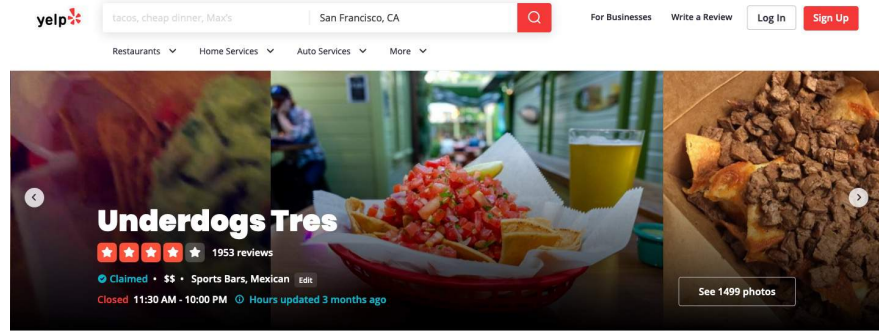 yelp
tacos, cheap dinner, Max's
San Francisco, CA
For Businesses
Write a Review
Log In
Sign Up
Restaurants
Home Services
Auto Services
More
Underdogs Tres
1953 reviews
Claimed • $$ • Sports Bars, Mexican Edit
Closed 11:30 AM - 10:00 PM Hours updated 3 months ago
See 1499 photos